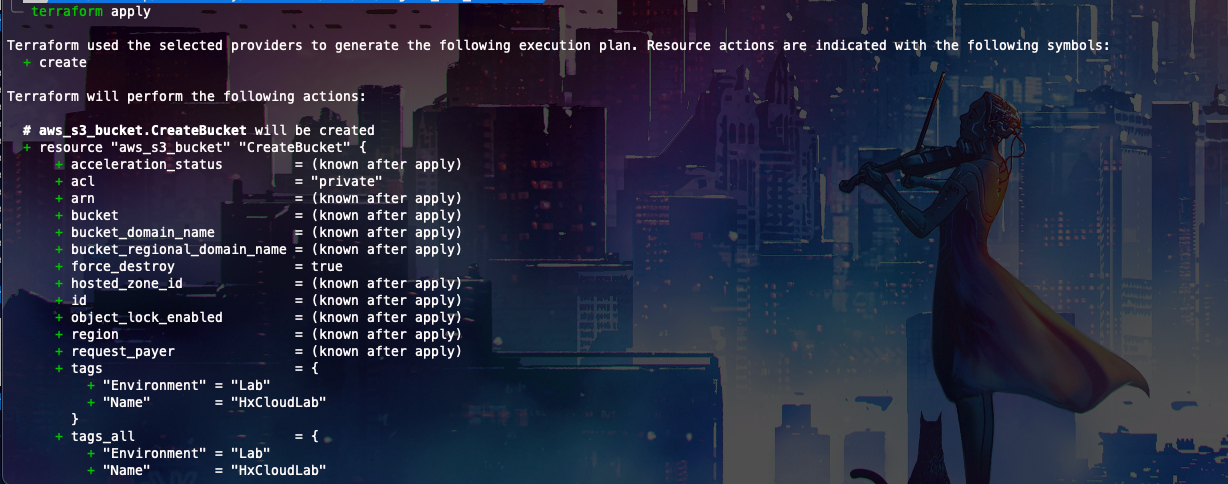 terraform apply
Terraform used the selected providers to generate the following execution plan. Resource actions are indicated with the following symbols:
+ create
Terraform will perform the following actions:
# aws_s3_bucket.CreateBucket will be created
+ resource "aws_s3_bucket" "CreateBucket" {
+ acceleration_status = (known after apply)
+ acl = "private"
+ arn = (known after apply)
+ bucket = (known after apply)
+ bucket_domain_name = (known after apply)
+ bucket_regional_domain_name = (known after apply)
+ force_destroy = true
+ hosted_zone_id = (known after apply)
+ id = (known after apply)
+ object_lock_enabled = (known after apply)
+ region = (known after apply)
+ request_payer = (known after apply)
+ tags = {
+ "Environment" = "Lab"
+ "Name" = "HxCloudLab"
}
+ tags_all = {
+ "Environment" = "Lab"
+ "Name" = "HxCloudLab"